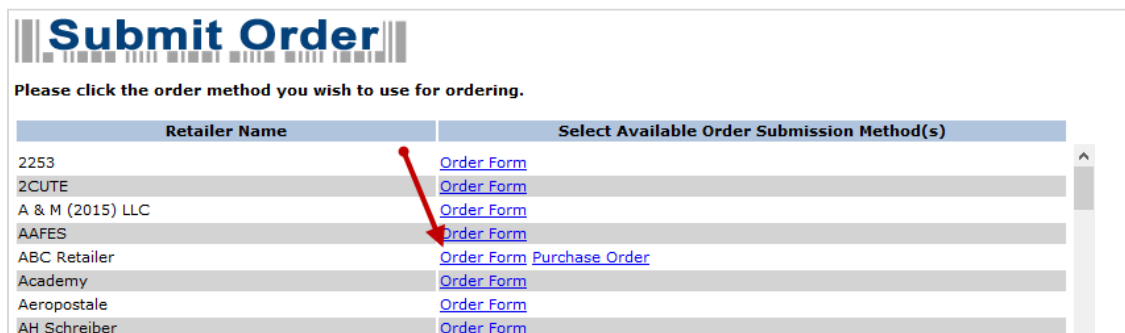 Submit Order
Please click the order method you wish to use for ordering.
Retailer Name Select Available Order Submission Method(s)
2253 Order Form
2CUTE Order Form
A & M (2015) LLC Order Form
AAFES Order Form
ABC Retailer Order Form Purchase Order
Academy Order Form
Aeropostale Order Form
AH Schreiber Order Form